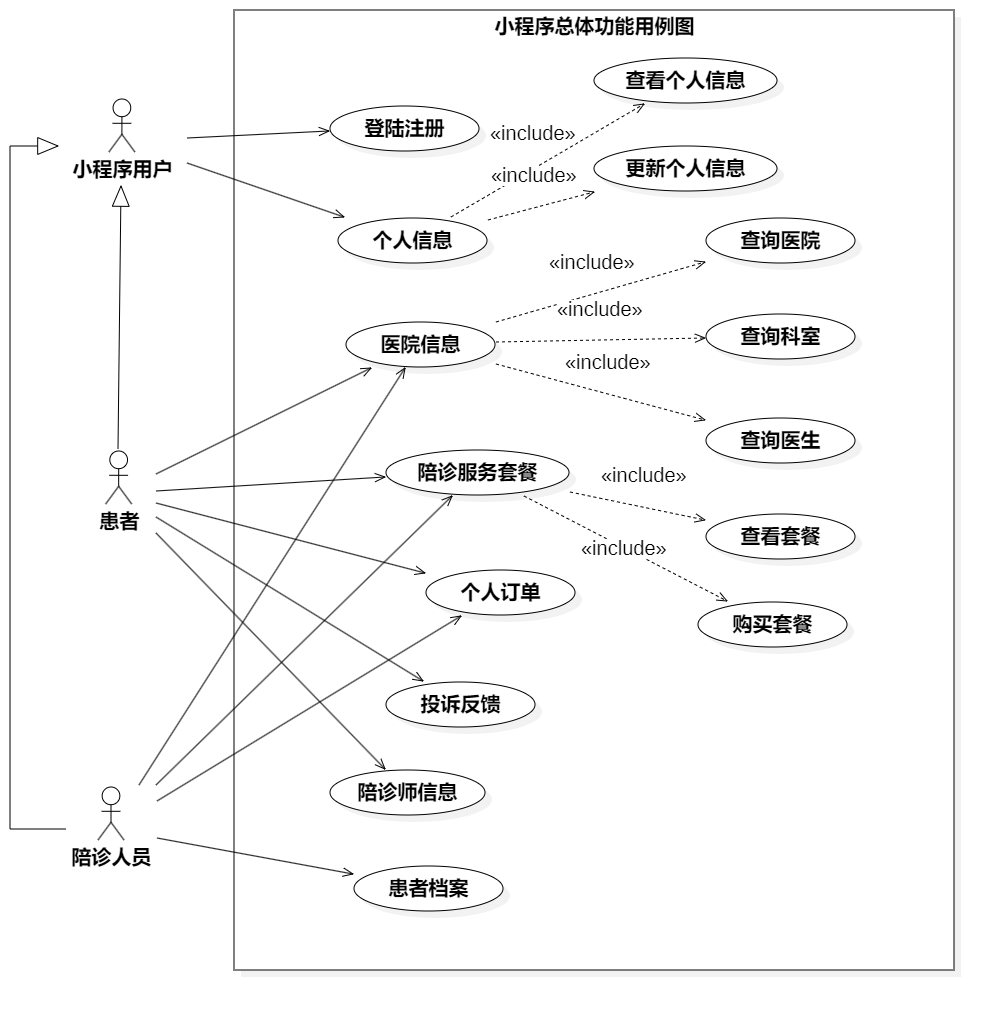 小程序总体功能用例图
查看个人信息
登陆注册
«include»
小程序用户
更新个人信息
«include»
个人信息
查询医院
«include»
«include»
医院信息
查询科室
«include»
查询医生
陪诊服务套餐
«include»
患者
查看套餐
«include»
个人订单
购买套餐
投诉反馈
陪诊师信息
陪诊人员
患者档案